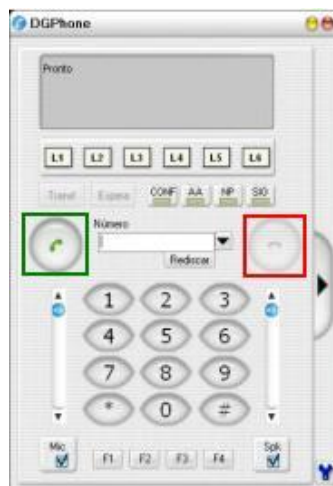 DGPhone
Pronto
L1 L2 L3 L4 L5 L6
Transf Espera CONF AA NP SIG
Número
Rediscar
1 2 3
4 5 6
7 8 9
* 0 #
Mic F1 F2 F3 F4 Spk